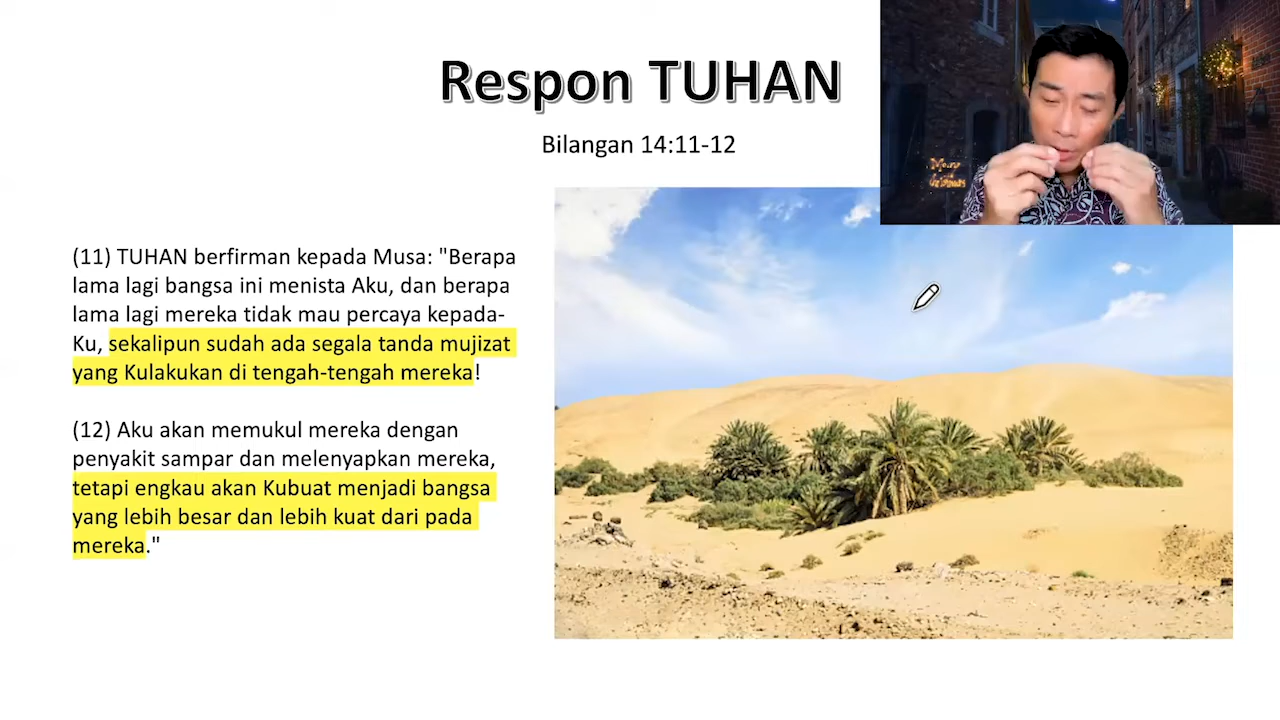 Respon TUHAN
Bilangan 14:11-12
(11) TUHAN berfirman kepada Musa: "Berapa
lama lagi bangsa ini menista Aku, dan berapa
lama lagi mereka tidak mau percaya kepada-
Ku, sekalipun sudah ada segala tanda mujizat
yang Kulakukan di tengah-tengah mereka!
(12) Aku akan memukul mereka dengan
penyakit sampar dan melenyapkan mereka,
tetapi engkau akan Kubuat menjadi bangsa
yang lebih besar dan lebih kuat dari pada
mereka."